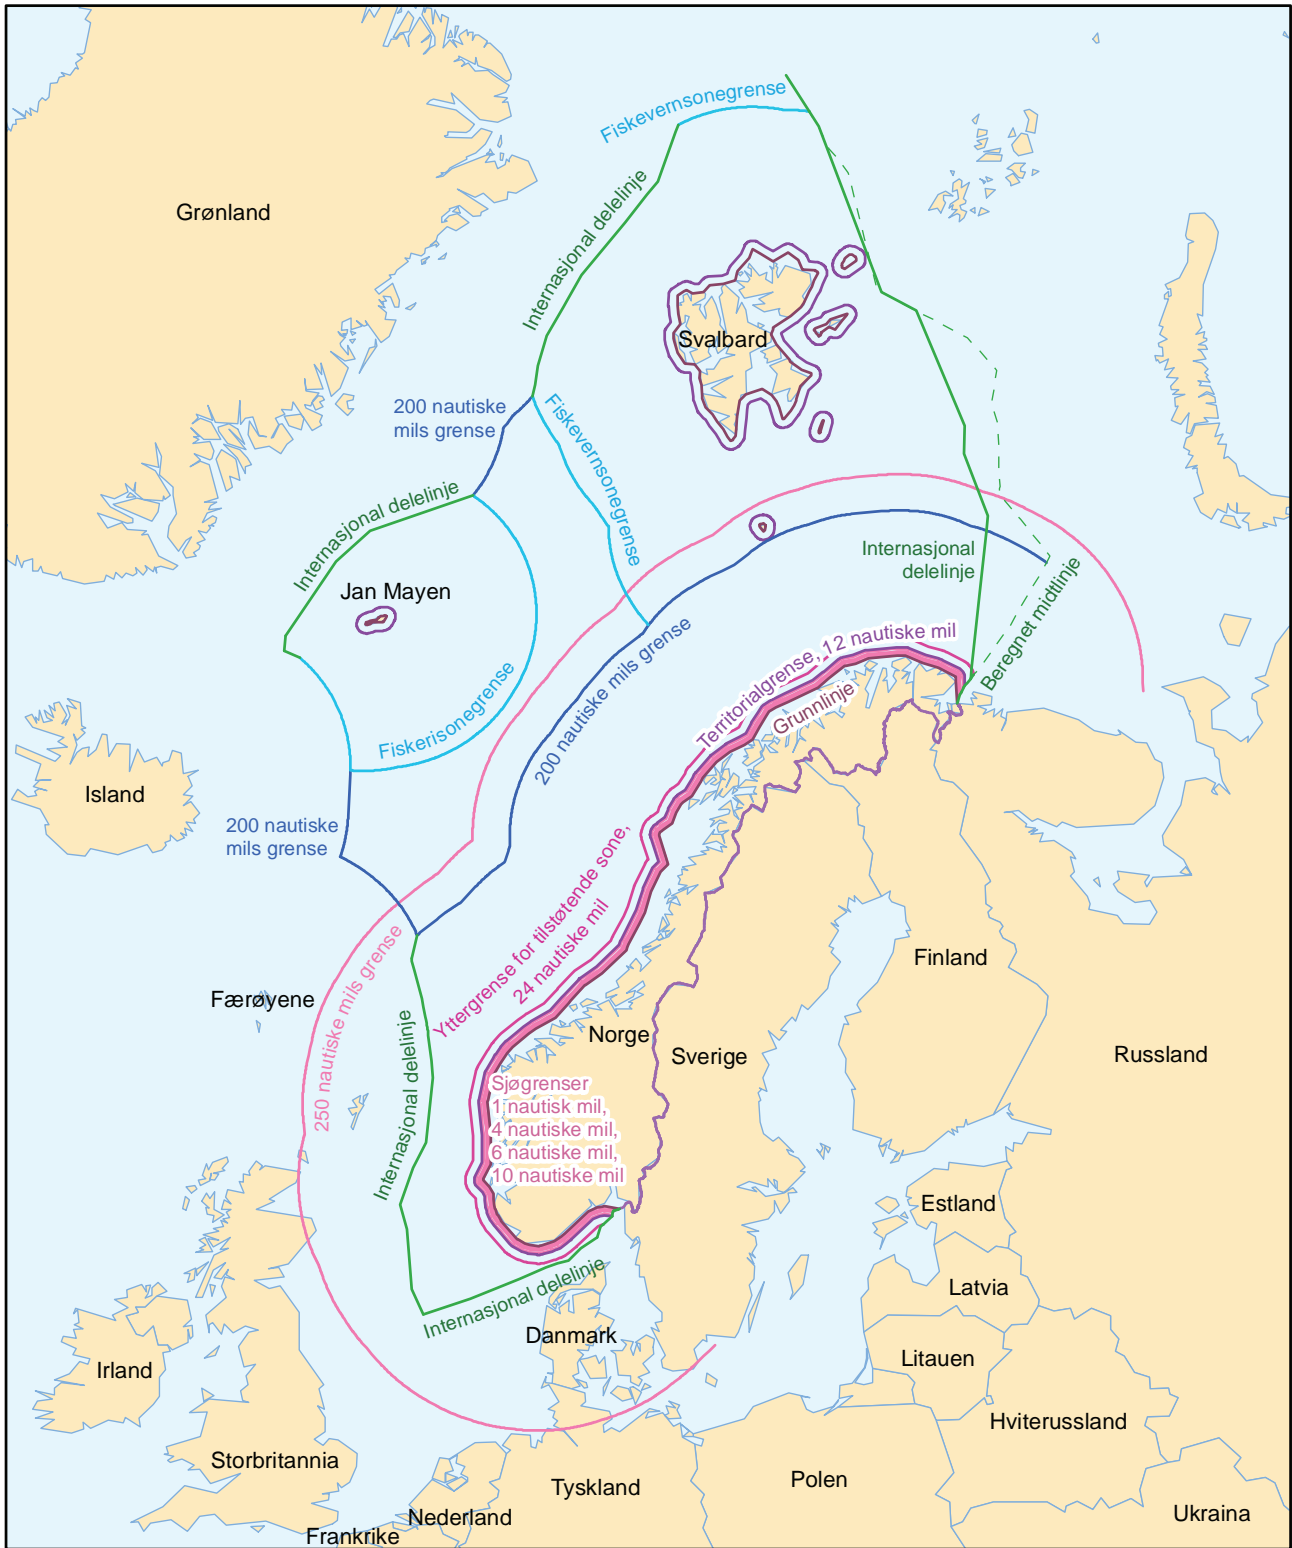 Fiskevernsonegrense
Grønland
Internasjonal delelinje
Svalbard
200 nautiske
mils grense
Fiskevernsonegrense
Internasjonal delelinje
Internasjonal
delelinje
Jan Mayen
Beregnet midtlinje
200 nautiske mils grense
Territorialgrense, 12 nautiske mil
Grunnlinje
Fiskerisonegrense
Island
200 nautiske
mils grense
Yttergrense for tilstøtende sone,
24 nautiske mil
250 nautiske mils grense
Finland
Færøyene
Internasjonal delelinje
Norge
Sverige
Russland
Sjøgrenser
1 nautisk mil,
4 nautiske mil,
6 nautiske mil,
10 nautiske mil
Estland
Internasjonal delelinje
Latvia
Danmark
Litauen
Irland
Hviterussland
Storbritannia
Tyskland
Polen
Nederland
Ukraina
Frankrike